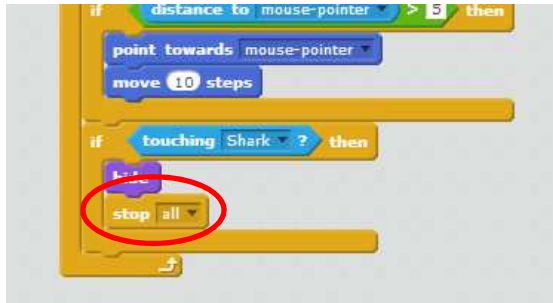 if distance to mouse-pointer > 5 then
point towards mouse-pointer
move 10 steps
if touching Shark ? then
hide
stop all